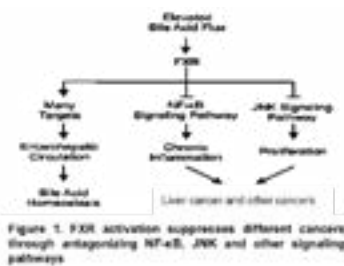 Elevated
Bile Acid Flux
FXR
Many
Targets
NF-κB
Signaling Pathway
JNK Signaling
Pathway
Enterohepatic
Circulation
Chronic
Inflammation
Proliferation
Bile Acid
Homeostasis
Liver cancer and other cancers
Figure 1. FXR activation suppresses different cancers
through antagonizing NF-κB, JNK and other signaling
pathways